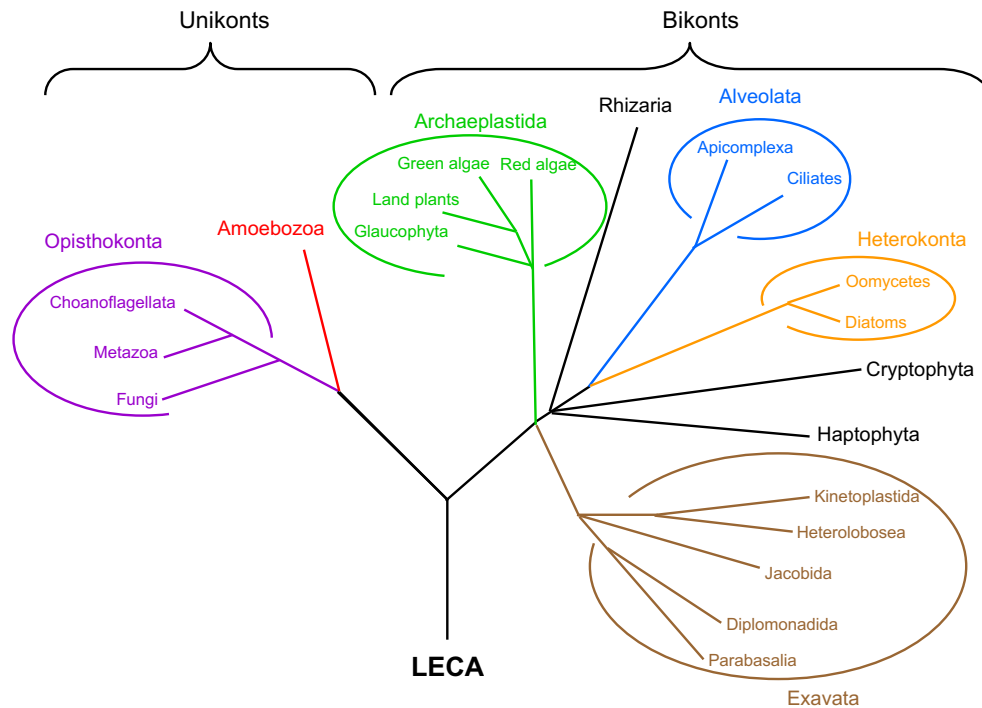 Unikonts
Bikonts
Archaeplastida
Green algae
Red algae
Land plants
Glaucophyta
Rhizaria
Alveolata
Apicomplexa
Ciliates
Opisthokonta
Choanoflagellata
Metazoa
Fungi
Amoebozoa
Heterokonta
Oomycetes
Diatoms
Cryptophyta
Haptophyta
Kinetoplastida
Heterolobosea
Jacobida
Diplomonadida
Parabasalia
Exavata
LECA